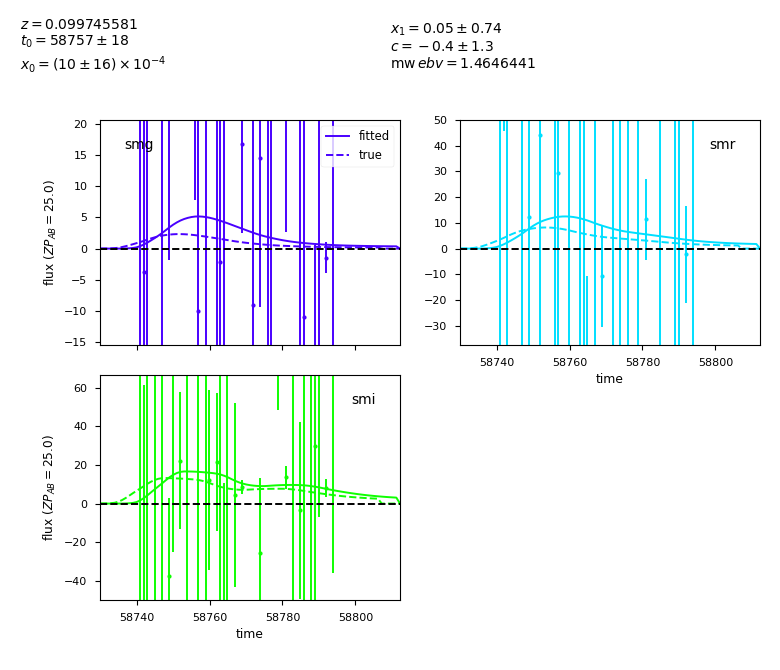 z = 0.099745581
t₀ = 58757 ± 18
x₀ = (10 ± 16) × 10⁻⁴
x₁ = 0.05 ± 0.74
c = −0.4 ± 1.3
mw ebv = 1.4646441
smg
fitted
true
20
15
10
5
0
−5
−10
−15
flux (ZP_AB = 25.0)
smr
50
40
30
20
10
0
−10
−20
−30
58740 58760 58780 58800
time
smi
60
40
20
0
−20
−40
flux (ZP_AB = 25.0)
58740 58760 58780 58800
time